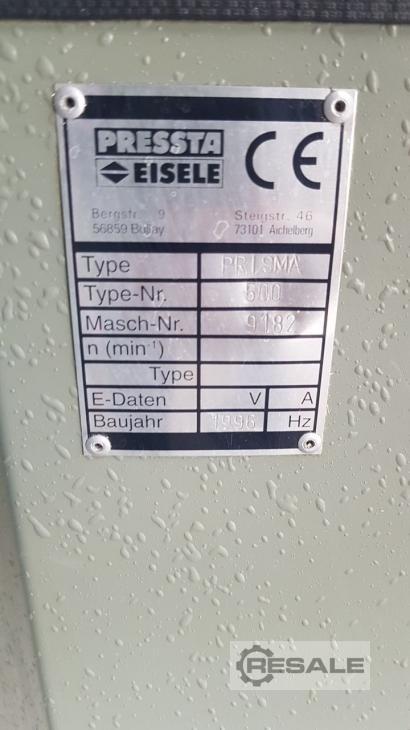 PRESSTA
EISELE
CE
Bergstr. 9 Steigstr. 46
56859 Bullay 73101 Aichelberg
Type PRISMA
Type-Nr. 500
Masch-Nr. 9182
n (min⁻¹)
Type
E-Daten V A
Baujahr 1996 Hz
RESALE